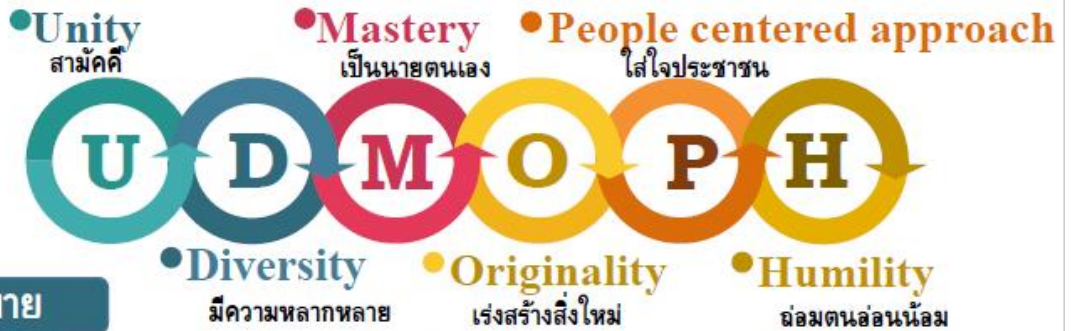 •Unity •Mastery •People centered approach
สามัคคี เป็นนายตนเอง ใส่ใจประชาชน
U D M O P H
•Diversity •Originality •Humility
มีความหลากหลาย เร่งสร้างสิ่งใหม่ ถ่อมตนอ่อนน้อม